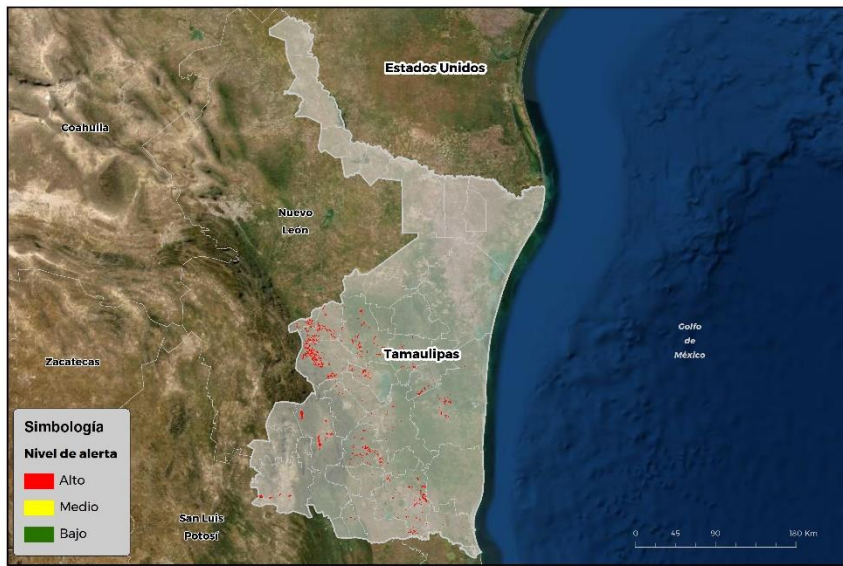 Estados Unidos
Coahuila
Nuevo
León
Golfo
de
México
Tamaulipas
Zacatecas
Simbología
Nivel de alerta
Alto
Medio
Bajo
San Luis
Potosí
0 45 90 180 Km